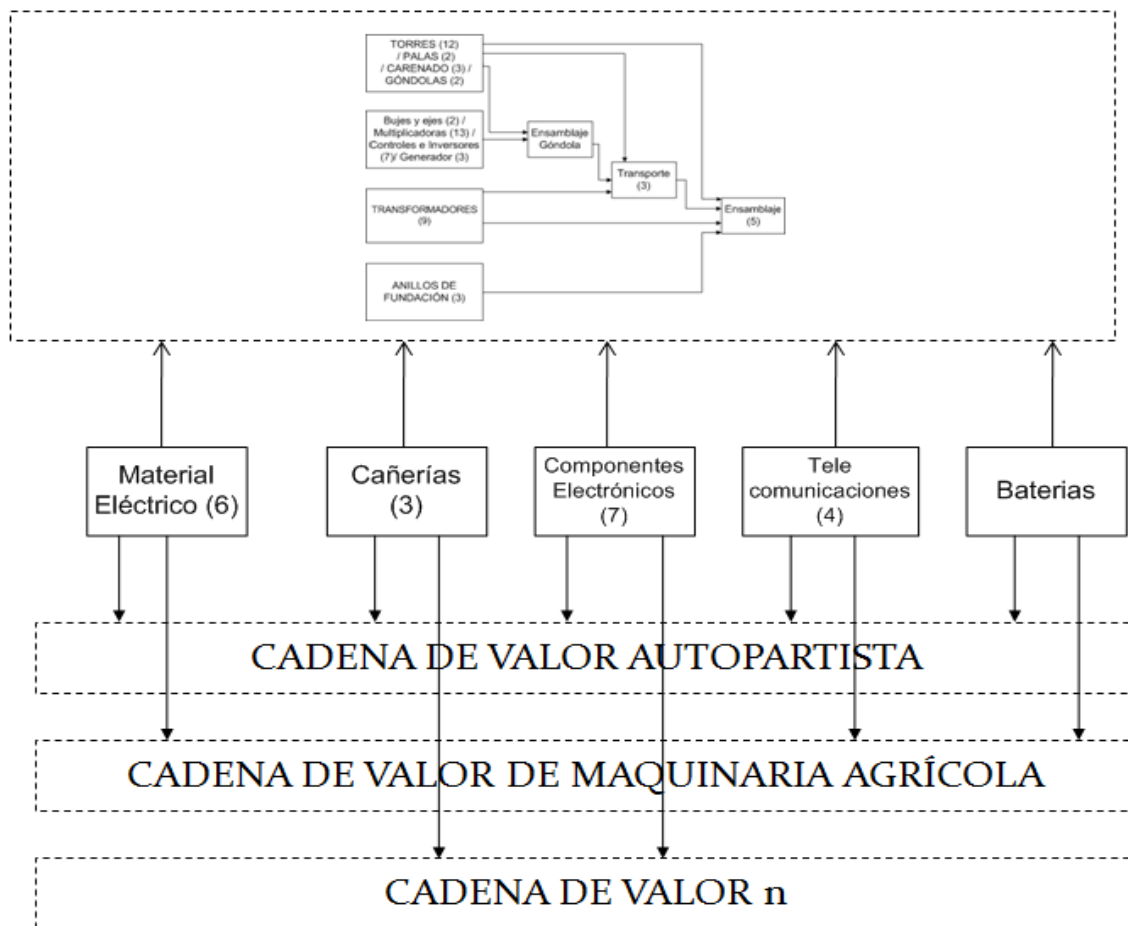 TORRES (12)
/ PALAS (2)
/ CARENADO (3) /
GÓNDOLAS (2)
Bujes y ejes (2) /
Multiplicadoras (13) /
Controles e Inversores
(7)/ Generador (3)
Ensamblaje
Góndola
Transporte
(3)
TRANSFORMADORES
(9)
Ensamblaje
(5)
ANILLOS DE
FUNDACIÓN (3)
Material
Eléctrico (6)
Cañerías
(3)
Componentes
Electrónicos
(7)
Tele
comunicaciones
(4)
Baterias
CADENA DE VALOR AUTOPARTISTA
CADENA DE VALOR DE MAQUINARIA AGRÍCOLA
CADENA DE VALOR n